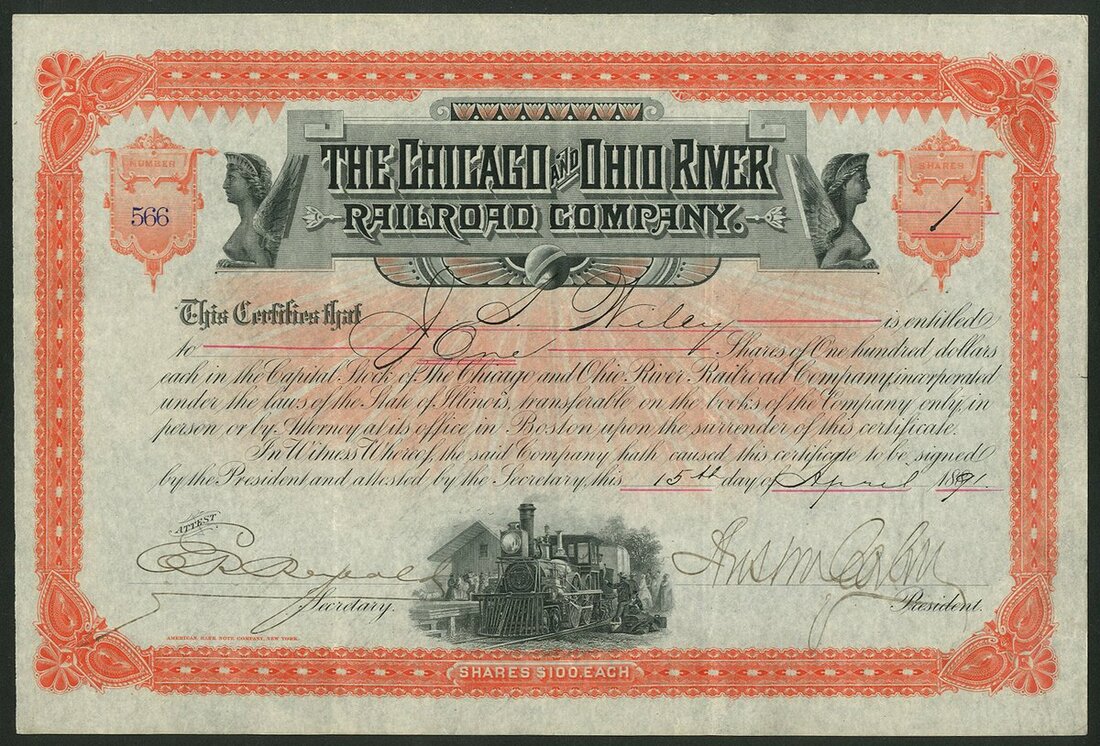 THE CHICAGO AND OHIO RIVER
RAILROAD COMPANY.
NUMBER
566
SHARES
1
This Certifies that J. S. Wiley is entitled
to One Shares of One hundred dollars
each in the Capital Stock of The Chicago and Ohio River Railroad Company, incorporated
under the laws of the State of Illinois, transferable on the books of the Company only, in
person or by Attorney at its office in Boston, upon the surrender of this certificate.
In Witness Whereof, the said Company hath caused this certificate to be signed
by the President and attested by the Secretary, this 15th day of April 1891.
ATTEST
Secretary.
President.
AMERICAN BANK NOTE COMPANY, NEW YORK.
SHARES $100. EACH